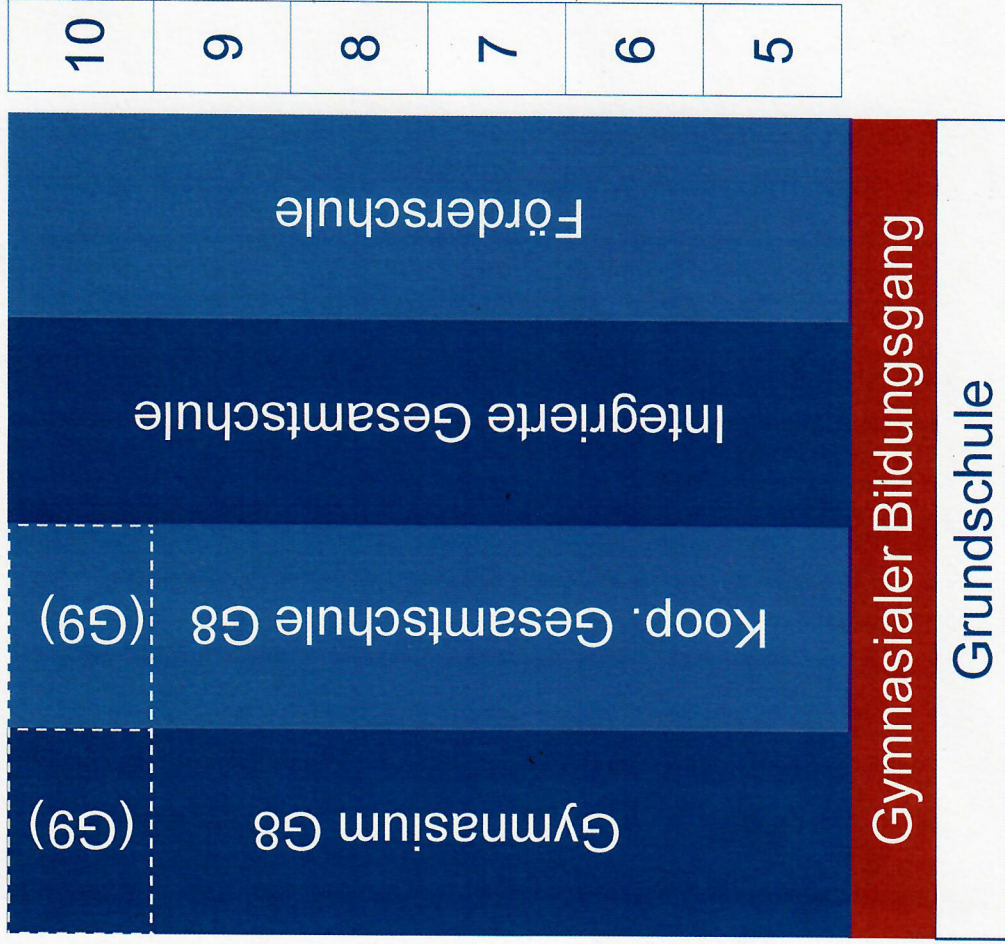 10
9
8
7
6
5
Gymnasium G8
(G9)
Koop. Gesamtschule G8
(G9)
Integrierte Gesamtschule
Förderschule
Gymnasialer Bildungsgang
Grundschule